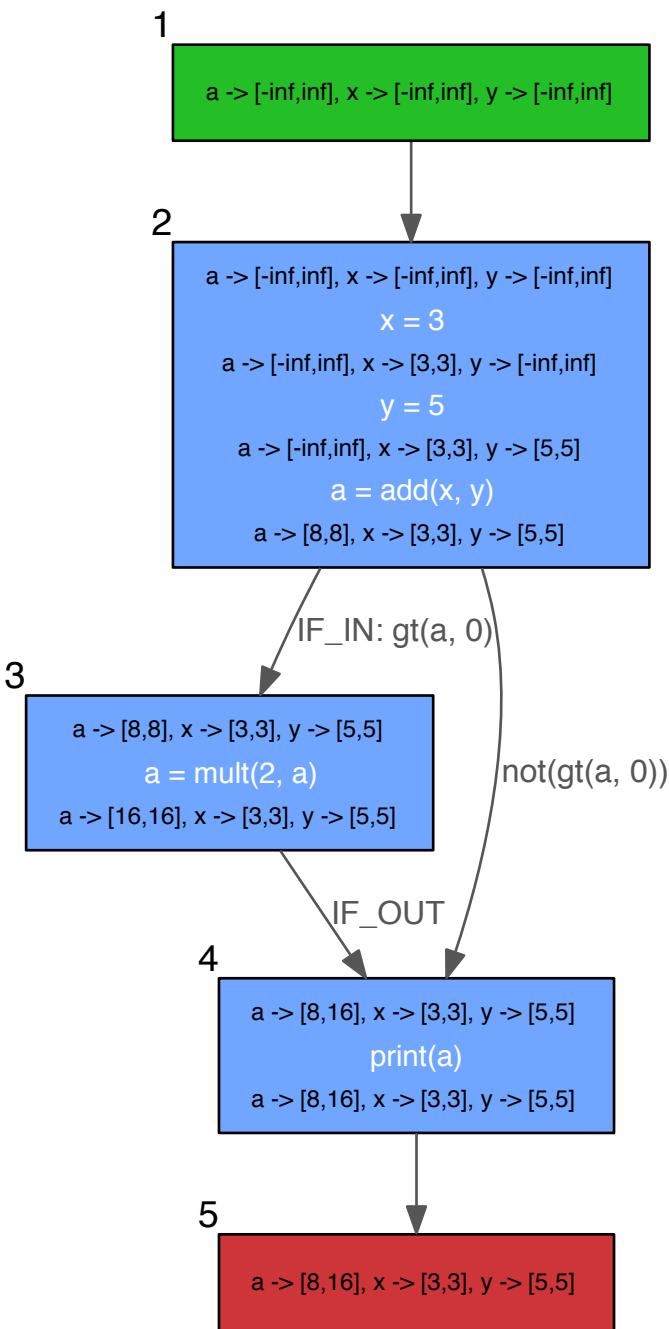 1
a -> [-inf,inf], x -> [-inf,inf], y -> [-inf,inf]
2
a -> [-inf,inf], x -> [-inf,inf], y -> [-inf,inf]
x = 3
a -> [-inf,inf], x -> [3,3], y -> [-inf,inf]
y = 5
a -> [-inf,inf], x -> [3,3], y -> [5,5]
a = add(x, y)
a -> [8,8], x -> [3,3], y -> [5,5]
IF_IN: gt(a, 0)
not(gt(a, 0))
3
a -> [8,8], x -> [3,3], y -> [5,5]
a = mult(2, a)
a -> [16,16], x -> [3,3], y -> [5,5]
IF_OUT
4
a -> [8,16], x -> [3,3], y -> [5,5]
print(a)
a -> [8,16], x -> [3,3], y -> [5,5]
5
a -> [8,16], x -> [3,3], y -> [5,5]